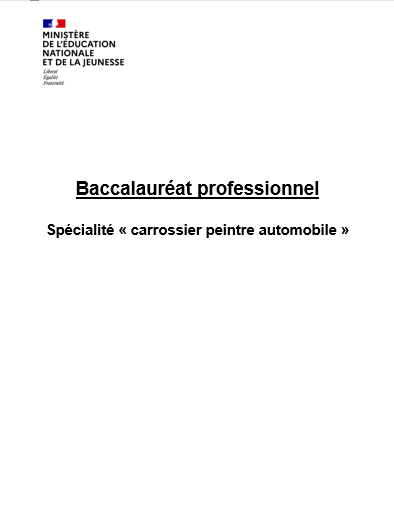 MINISTÈRE
DE L'ÉDUCATION
NATIONALE
ET DE LA JEUNESSE
Liberté
Égalité
Fraternité
Baccalauréat professionnel
Spécialité « carrossier peintre automobile »